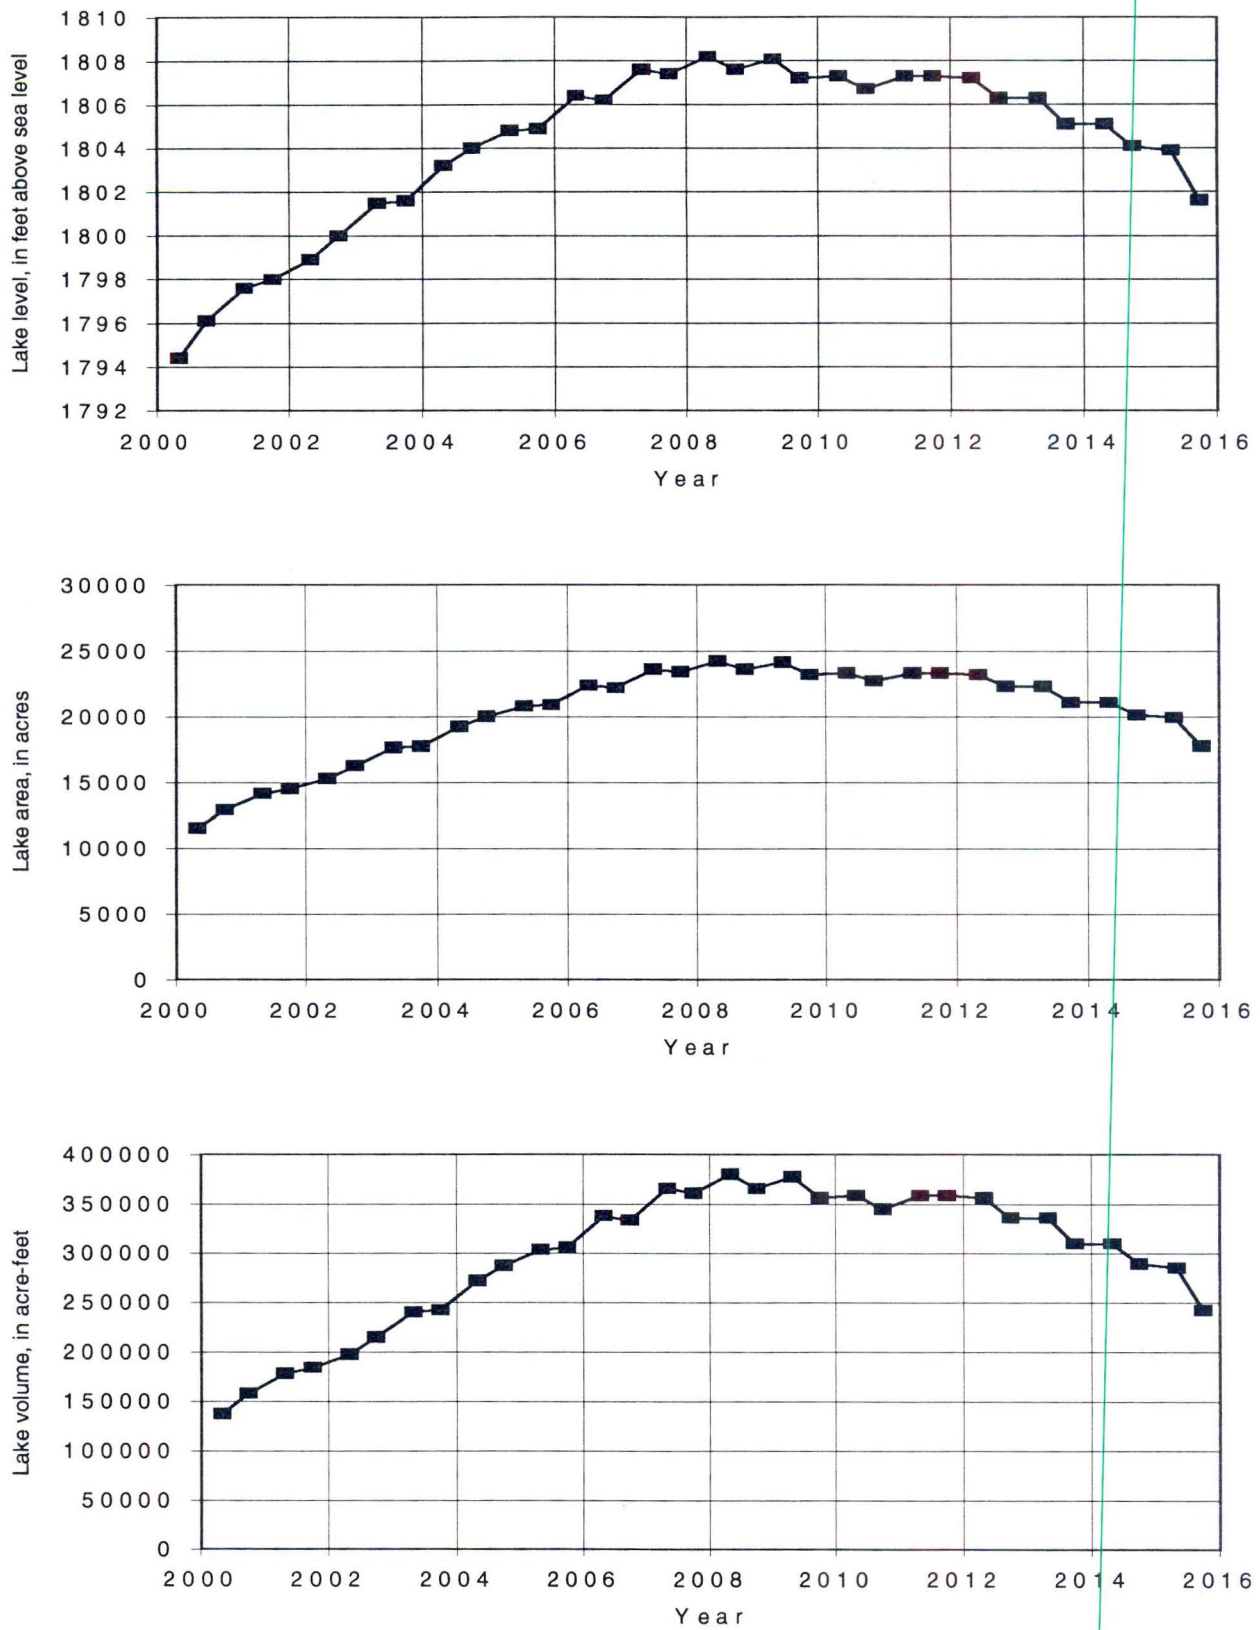 Lake level, in feet above sea level
1810
1808
1806
1804
1802
1800
1798
1796
1794
1792
2000 2002 2004 2006 2008 2010 2012 2014 2016
Year
Lake area, in acres
30000
25000
20000
15000
10000
5000
0
2000 2002 2004 2006 2008 2010 2012 2014 2016
Year
Lake volume, in acre-feet
400000
350000
300000
250000
200000
150000
100000
50000
0
2000 2002 2004 2006 2008 2010 2012 2014 2016
Year